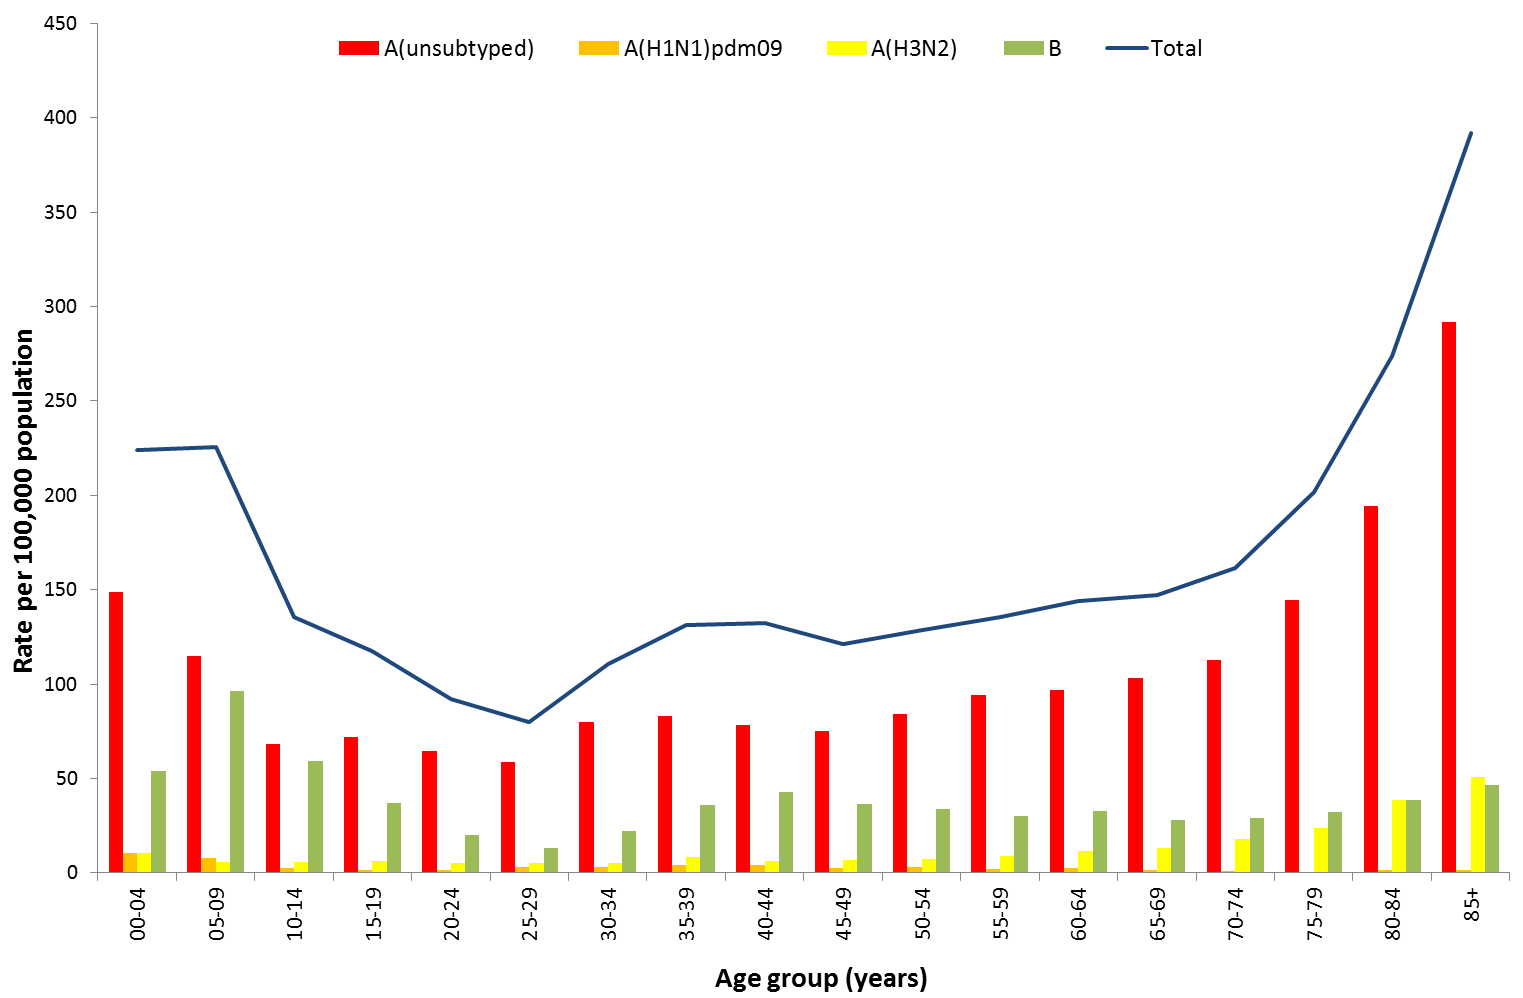 450
400
350
300
250
200
150
100
50
0
Rate per 100,000 population
A(unsubtyped) A(H1N1)pdm09 A(H3N2) B Total
00-04 05-09 10-14 15-19 20-24 25-29 30-34 35-39 40-44 45-49 50-54 55-59 60-64 65-69 70-74 75-79 80-84 85+
Age group (years)